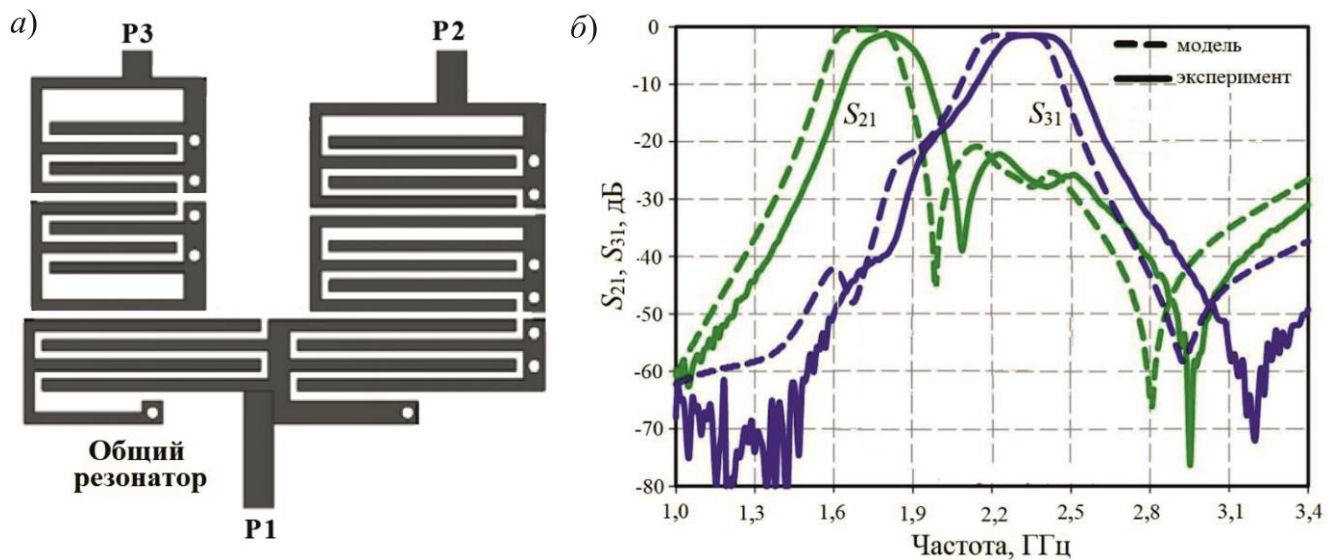 а)
P3
P2
Общий
резонатор
P1
б)
S21, S31, дБ
0
-10
-20
-30
-40
-50
-60
-70
-80
модель
эксперимент
S21
S31
1,0
1,3
1,6
1,9
2,2
2,5
2,8
3,1
3,4
Частота, ГГц